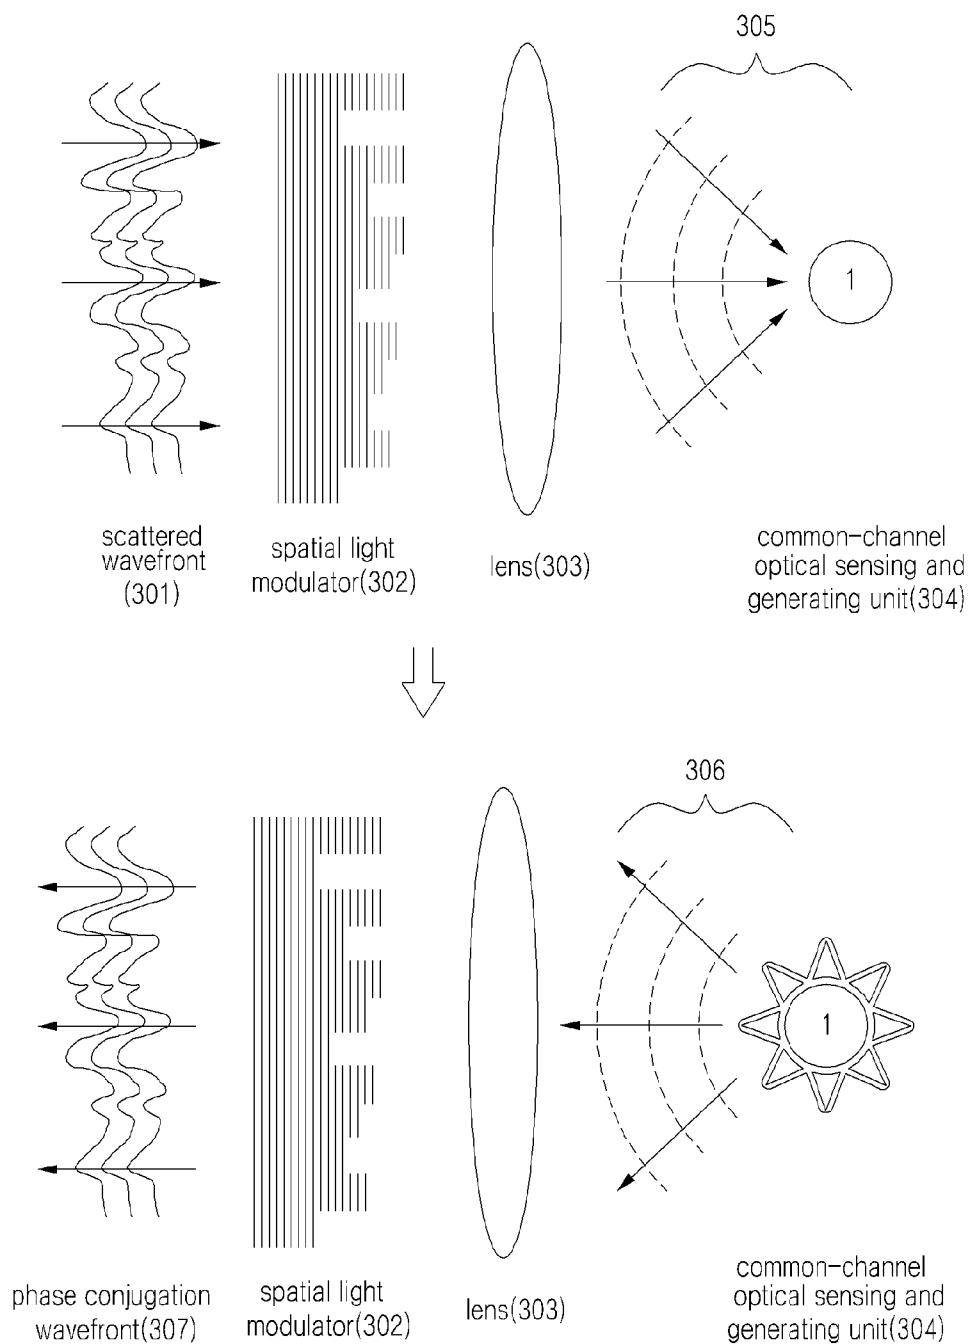 305
1
scattered
wavefront
(301)
spatial light
modulator(302)
lens(303)
common-channel
optical sensing and
generating unit(304)
306
1
phase conjugation
wavefront(307)
spatial light
modulator(302)
lens(303)
common-channel
optical sensing and
generating unit(304)